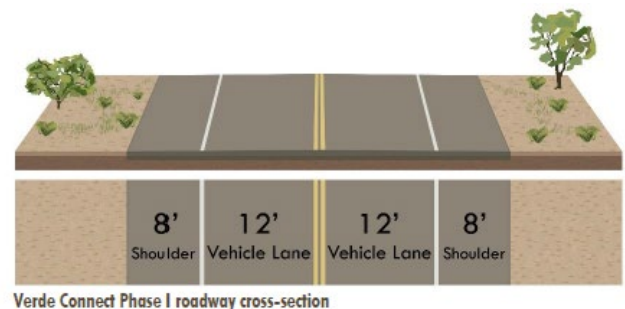 8' 12' 12' 8'
Shoulder Vehicle Lane Vehicle Lane Shoulder
Verde Connect Phase I roadway cross-section